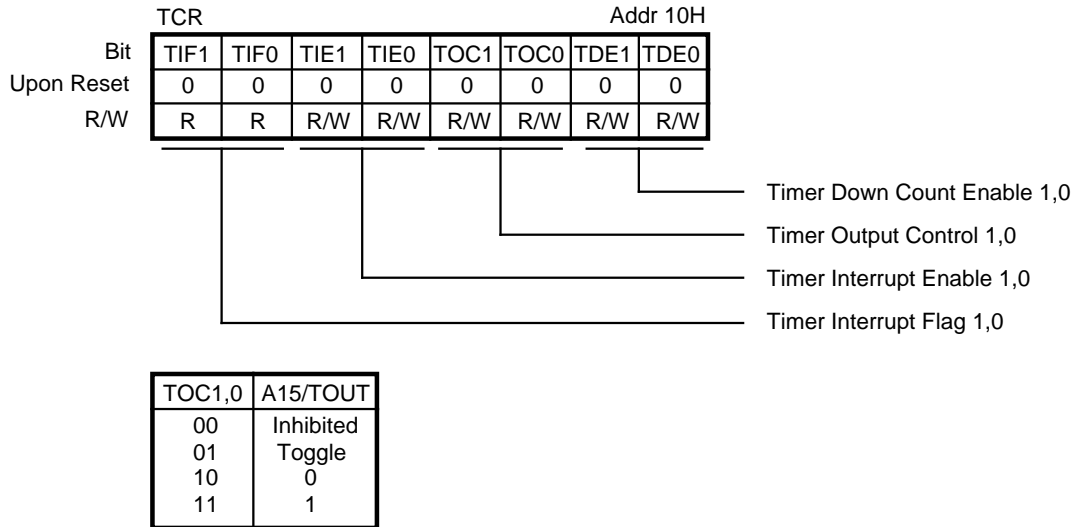 TCR Addr 10H
Bit TIF1 TIF0 TIE1 TIE0 TOC1 TOC0 TDE1 TDE0
Upon Reset 0 0 0 0 0 0 0 0
R/W R R R/W R/W R/W R/W R/W R/W
Timer Down Count Enable 1,0
Timer Output Control 1,0
Timer Interrupt Enable 1,0
Timer Interrupt Flag 1,0
TOC1,0 A15/TOUT
00 Inhibited
01 Toggle
10 0
11 1